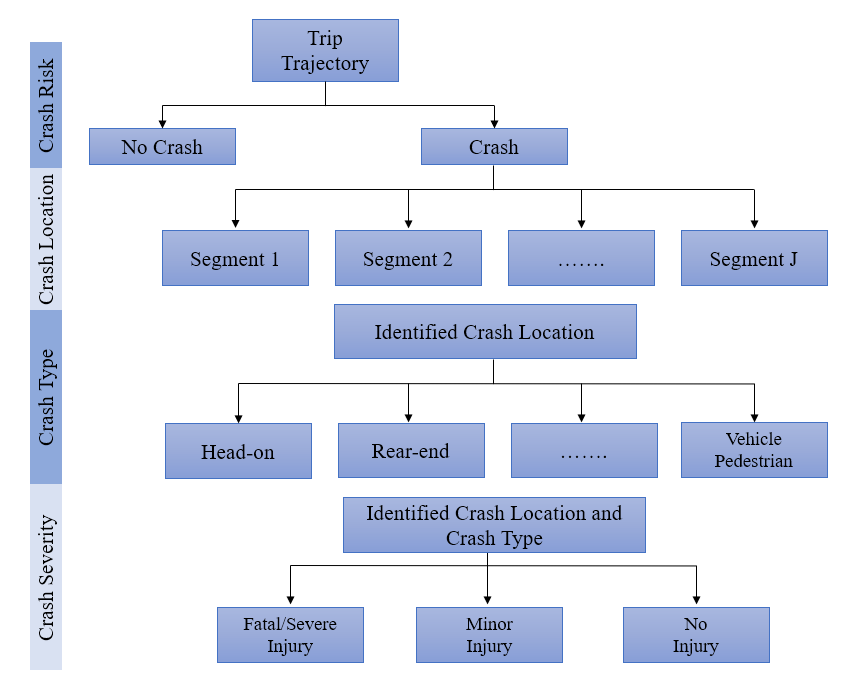 Trip
Trajectory
Crash Risk
No Crash
Crash
Crash Location
Segment 1
Segment 2
.......
Segment J
Crash Type
Identified Crash Location
Head-on
Rear-end
.......
Vehicle
Pedestrian
Crash Severity
Identified Crash Location and
Crash Type
Fatal/Severe
Injury
Minor
Injury
No
Injury